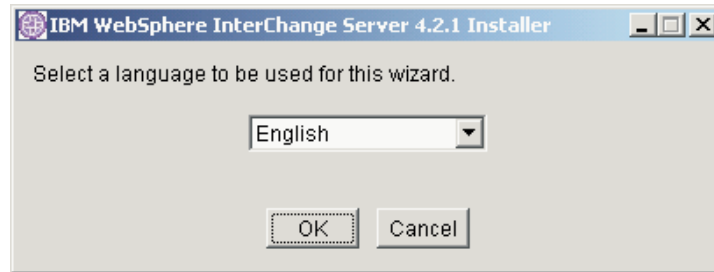 IBM WebSphere InterChange Server 4.2.1 Installer
Select a language to be used for this wizard.
English
OK Cancel